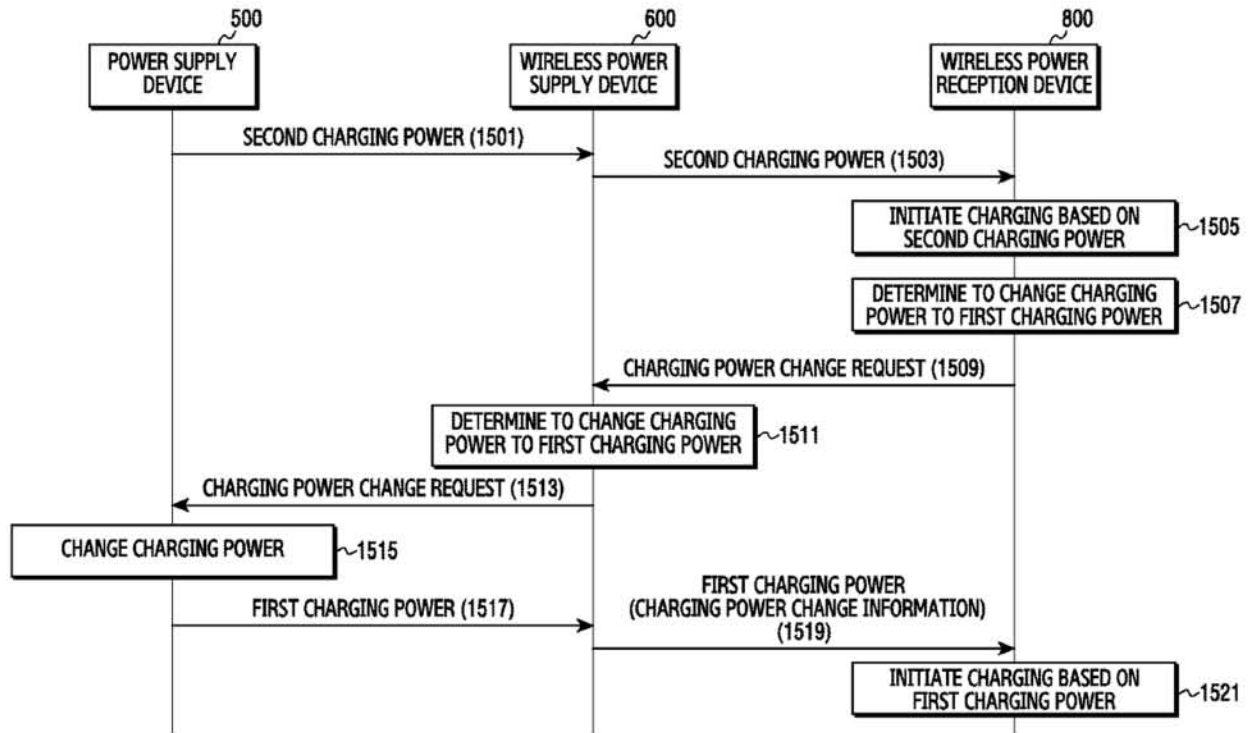 500
POWER SUPPLY
DEVICE
600
WIRELESS POWER
SUPPLY DEVICE
800
WIRELESS POWER
RECEPTION DEVICE
SECOND CHARGING POWER (1501)
SECOND CHARGING POWER (1503)
INITIATE CHARGING BASED ON
SECOND CHARGING POWER
1505
DETERMINE TO CHANGE CHARGING
POWER TO FIRST CHARGING POWER
1507
CHARGING POWER CHANGE REQUEST (1509)
DETERMINE TO CHANGE CHARGING
POWER TO FIRST CHARGING POWER
1511
CHARGING POWER CHANGE REQUEST (1513)
CHANGE CHARGING POWER
1515
FIRST CHARGING POWER (1517)
FIRST CHARGING POWER
(CHARGING POWER CHANGE INFORMATION)
(1519)
INITIATE CHARGING BASED ON
FIRST CHARGING POWER
1521